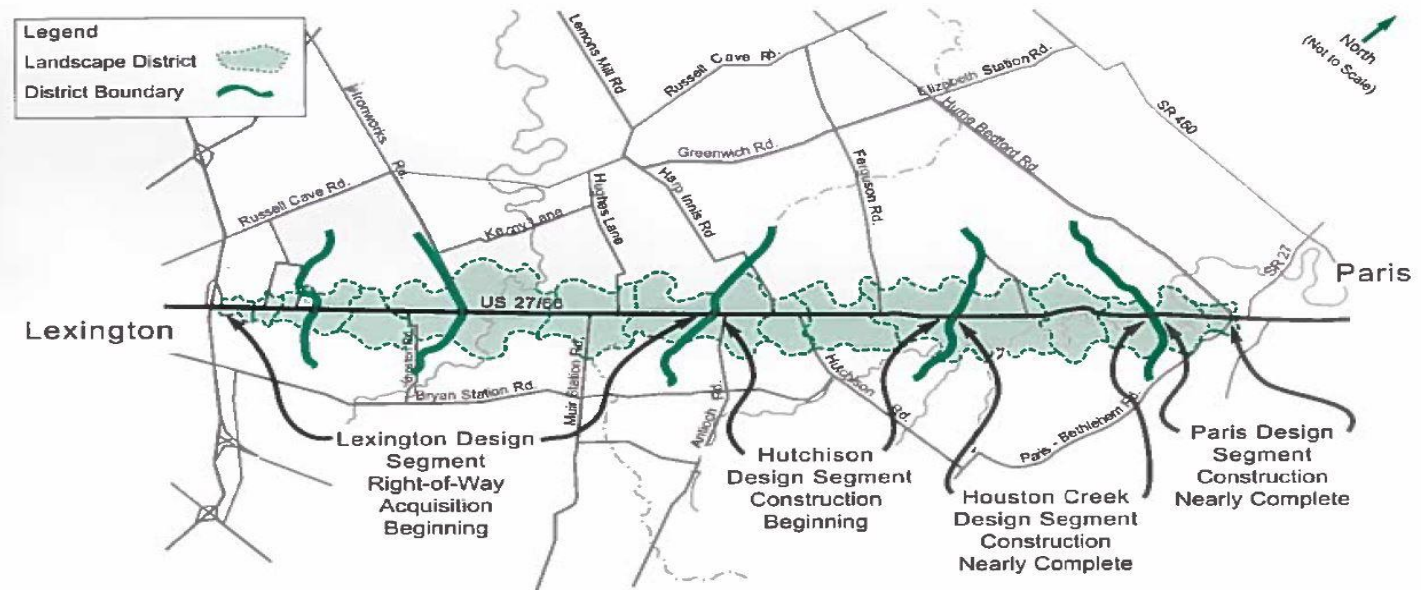 Legend
Landscape District
District Boundary
North
(Not to Scale)
Lemons Mill Rd
Russell Cave Rd.
Elizabeth Station Rd.
SR 460
Ironworks
Rd.
Greenwich Rd.
Hume Bedford Rd
Ferguson Rd.
Harp Innis Rd
Hughes Lane
Russell Cave Rd.
Kenny Lane
SR 27
Paris
US 27/68
Lexington
Bryan Station Rd.
Muir Station Rd.
Antioch Rd.
Hutchison
Rd.
Paris - Bethlehem Rd.
Lexington Design
Segment
Right-of-Way
Acquisition
Beginning
Hutchison
Design Segment
Construction
Beginning
Houston Creek
Design Segment
Construction
Nearly Complete
Paris Design
Segment
Construction
Nearly Complete